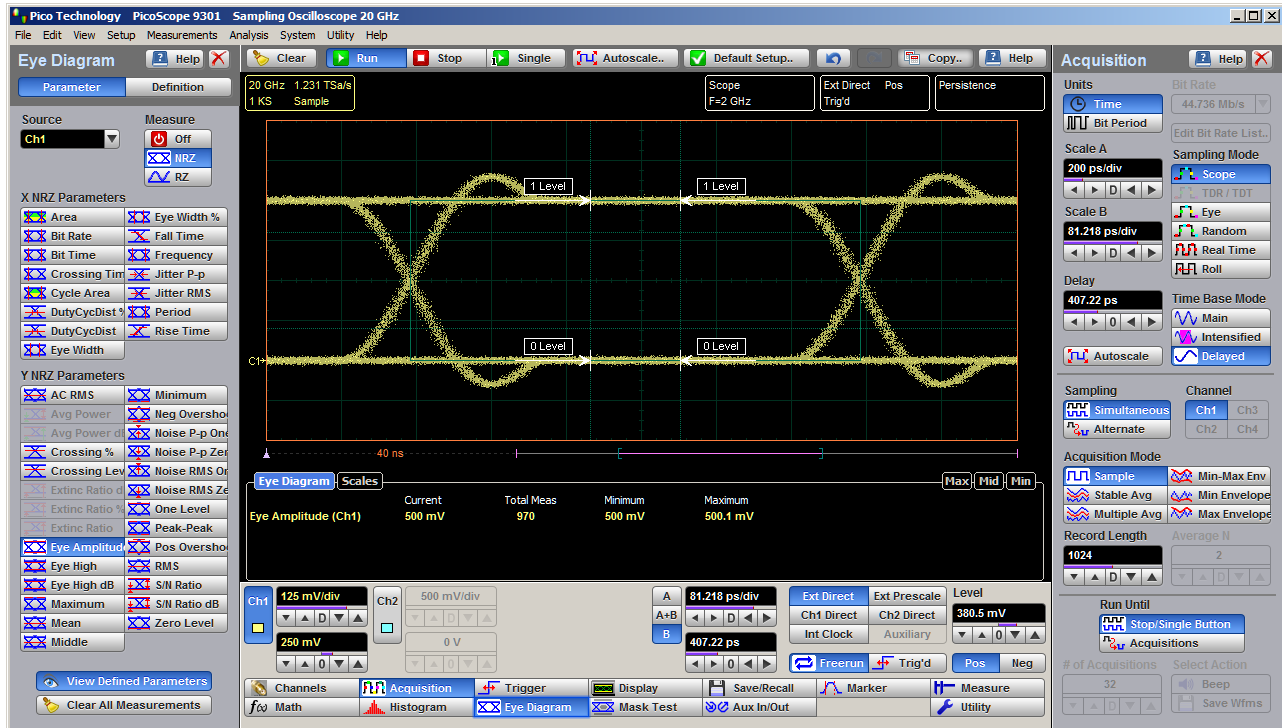 Pico Technology PicoScope 9301 Sampling Oscilloscope 20 GHz
File Edit View Setup Measurements Analysis System Utility Help
Eye Diagram
Help
Parameter Definition
Source
Ch1
Measure
Off
NRZ
RZ
X NRZ Parameters
Area Eye Width %
Bit Rate Fall Time
Bit Time Frequency
Crossing Tim Jitter P-p
Cycle Area Jitter RMS
DutyCycDist % Period
DutyCycDist Rise Time
Eye Width
Y NRZ Parameters
AC RMS Minimum
Avg Power Neg Oversho
Avg Power dB Noise P-p One
Crossing % Noise P-p Zer
Crossing Lev Noise RMS On
Extinc Ratio d Noise RMS Ze
Extinc Ratio % One Level
Extinc Ratio Peak-Peak
Eye Amplitude Pos Oversho
Eye High RMS
Eye High dB S/N Ratio
Maximum S/N Ratio dB
Mean Zero Level
Middle
View Defined Parameters
Clear All Measurements
Clear Run Stop Single Autoscale.. Default Setup.. Copy.. Help
20 GHz 1.231 TSa/s
1 KS Sample
Scope
F=2 GHz
Ext Direct Pos
Trig'd
Persistence
1 Level 1 Level
0 Level 0 Level
C1
40 ns
Eye Diagram Scales
Max Mid Min
Current Total Meas Minimum Maximum
Eye Amplitude (Ch1) 500 mV 970 500 mV 500.1 mV
Ch1
125 mV/div
D
250 mV
0
Ch2
500 mV/div
D
0 V
0
A
A+B
B
81.218 ps/div
D
407.22 ps
0
Ext Direct Ext Prescale
Ch1 Direct Ch2 Direct
Int Clock Auxiliary
Freerun Trig'd
Level
380.5 mV
0
Pos Neg
Channels Acquisition Trigger Display Save/Recall Marker Measure
Math Histogram Eye Diagram Mask Test Aux In/Out Utility
Acquisition
Help
Units
Time
Bit Period
Scale A
200 ps/div
D
Scale B
81.218 ps/div
D
Delay
407.22 ps
0
Autoscale
Bit Rate
44.736 Mb/s
Edit Bit Rate List..
Sampling Mode
Scope
TDR / TDT
Eye
Random
Real Time
Roll
Time Base Mode
Main
Intensified
Delayed
Sampling
Simultaneous
Alternate
Channel
Ch1 Ch3
Ch2 Ch4
Acquisition Mode
Sample Min-Max Env
Stable Avg Min Envelope
Multiple Avg Max Envelope
Record Length
1024
D
Average N
2
D
Run Until
Stop/Single Button
Acquisitions
# of Acquisitions
32
D
Select Action
Beep
Save Wfms